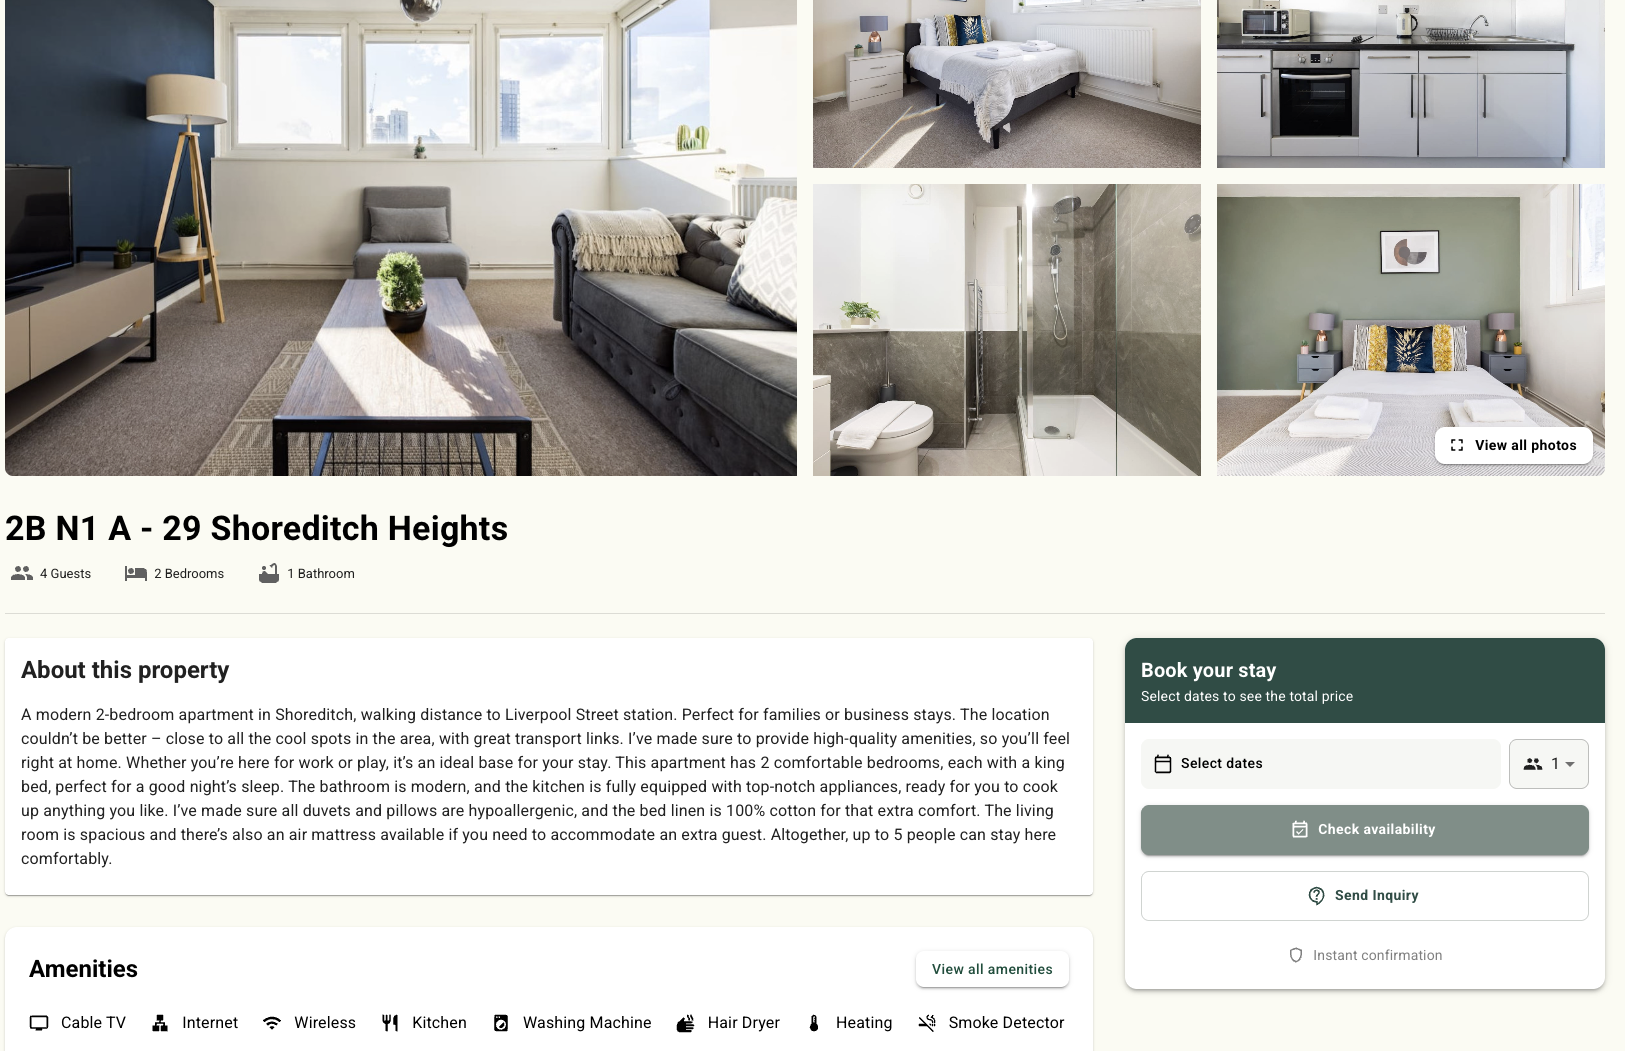 View all photos
2B N1 A - 29 Shoreditch Heights
4 Guests 2 Bedrooms 1 Bathroom
About this property
A modern 2-bedroom apartment in Shoreditch, walking distance to Liverpool Street station. Perfect for families or business stays. The location
couldn’t be better – close to all the cool spots in the area, with great transport links. I’ve made sure to provide high-quality amenities, so you’ll feel
right at home. Whether you’re here for work or play, it’s an ideal base for your stay. This apartment has 2 comfortable bedrooms, each with a king
bed, perfect for a good night’s sleep. The bathroom is modern, and the kitchen is fully equipped with top-notch appliances, ready for you to cook
up anything you like. I’ve made sure all duvets and pillows are hypoallergenic, and the bed linen is 100% cotton for that extra comfort. The living
room is spacious and there’s also an air mattress available if you need to accommodate an extra guest. Altogether, up to 5 people can stay here
comfortably.
Book your stay
Select dates to see the total price
Select dates 1
Check availability
Send Inquiry
Instant confirmation
Amenities
View all amenities
Cable TV Internet Wireless Kitchen Washing Machine Hair Dryer Heating Smoke Detector